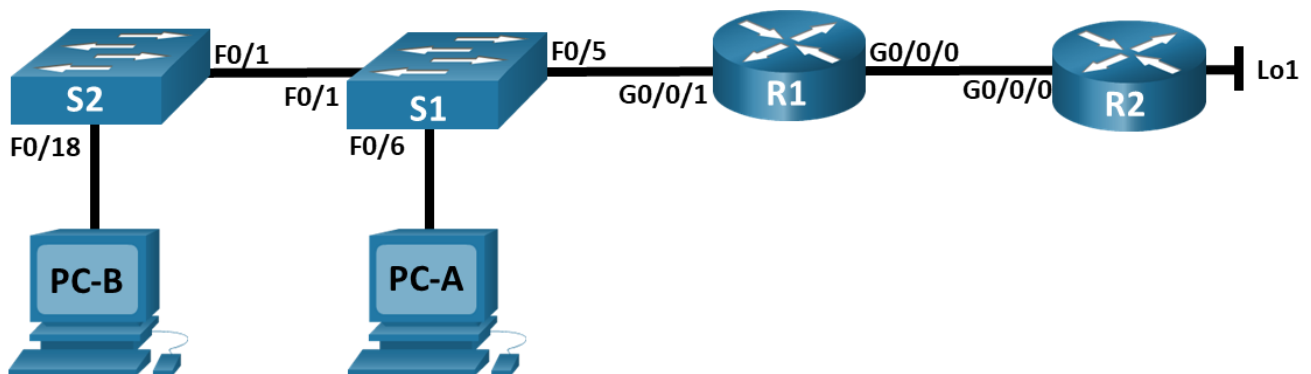 F0/1
S2
F0/18
PC-B
F0/1
S1
F0/5
F0/6
PC-A
G0/0/1
R1
G0/0/0
G0/0/0
R2
Lo1